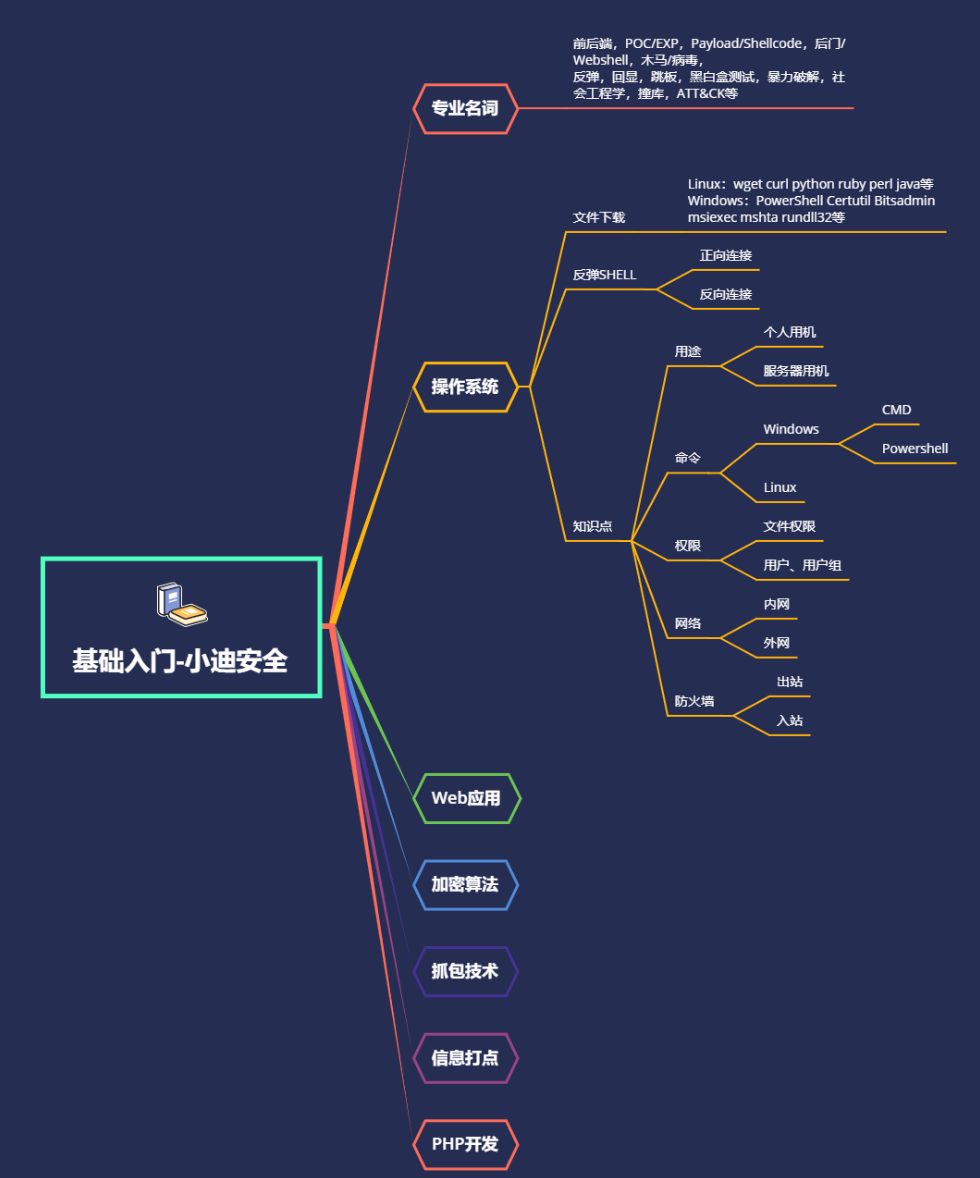 前后端，POC/EXP，Payload/Shellcode，后门/
Webshell，木马/病毒，
反弹，回显，跳板，黑白盒测试，暴力破解，社
会工程学，撞库，ATT&CK等
专业名词
Linux：wget curl python ruby perl java等
Windows：PowerShell Certutil Bitsadmin
msiexec mshta rundll32等
文件下载
正向连接
反弹SHELL
反向连接
个人用机
用途
服务器用机
操作系统
CMD
Windows
Powershell
命令
Linux
知识点
文件权限
权限
用户、用户组
内网
网络
外网
出站
防火墙
入站
基础入门-小迪安全
Web应用
加密算法
抓包技术
信息打点
PHP开发